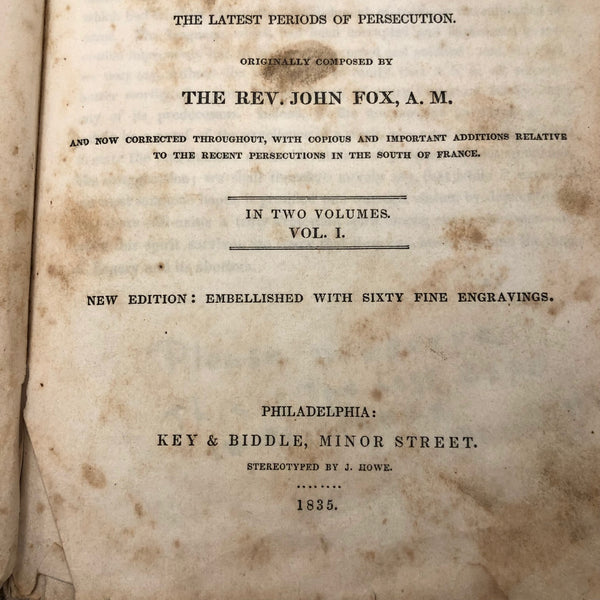 THE LATEST PERIODS OF PERSECUTION.
ORIGINALLY COMPOSED BY
THE REV. JOHN FOX, A. M.
AND NOW CORRECTED THROUGHOUT, WITH COPIOUS AND IMPORTANT ADDITIONS RELATIVE
TO THE RECENT PERSECUTIONS IN THE SOUTH OF FRANCE.
IN TWO VOLUMES.
VOL. I.
NEW EDITION: EMBELLISHED WITH SIXTY FINE ENGRAVINGS.
PHILADELPHIA:
KEY & BIDDLE, MINOR STREET.
STEREOTYPED BY J. HOWE.
........
1835.